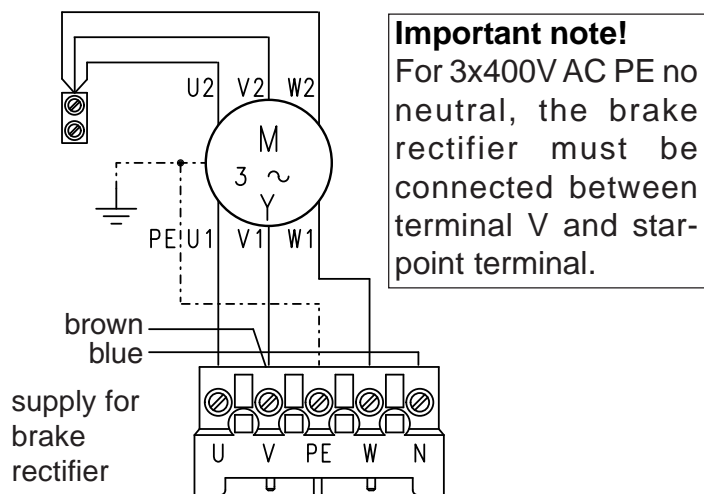 U2 V2 W2
M
3 ~
Y
PE U1 V1 W1
brown
blue
supply for
brake
rectifier
U V PE W N
Important note!
For 3x400V AC PE no
neutral, the brake
rectifier must be
connected between
terminal V and star-
point terminal.